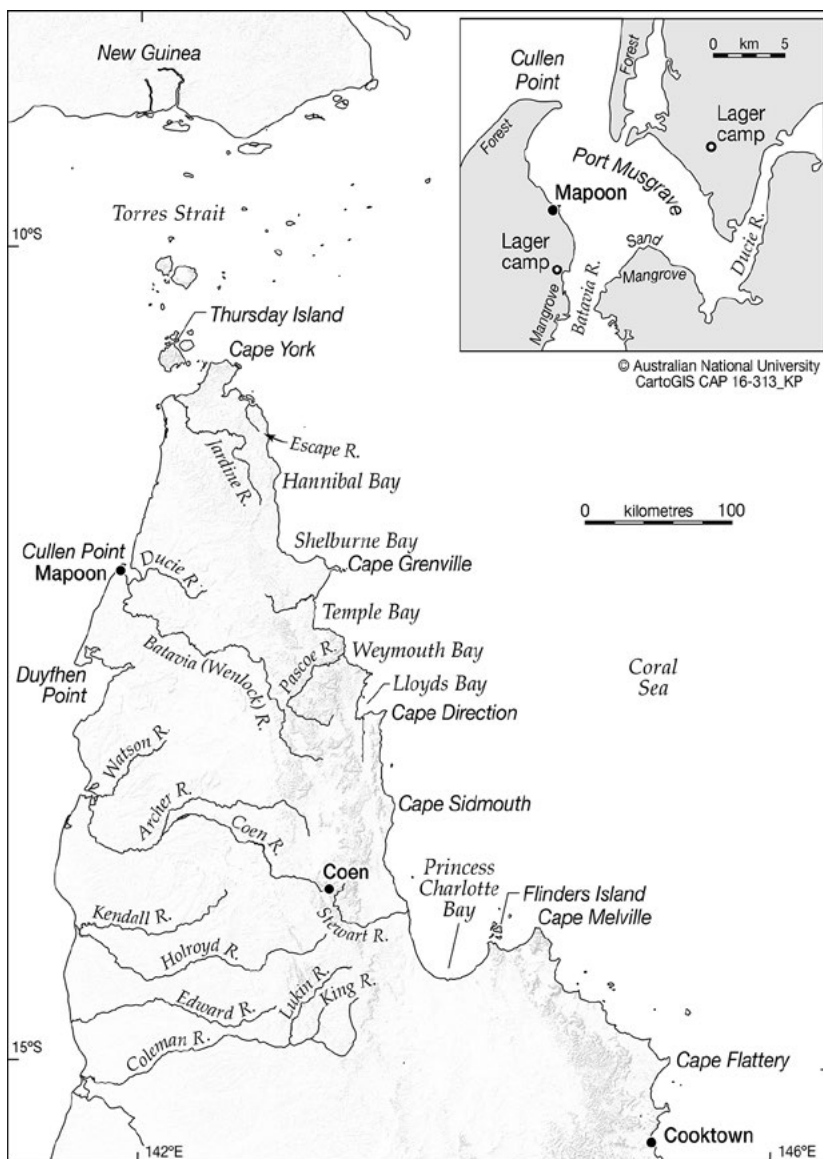 New Guinea
Torres Strait
10ºS
Thursday Island
Cape York
Escape R.
Jardine R.
Hannibal Bay
Shelburne Bay
Cape Grenville
Cullen Point
Mapoon
Ducie R.
Temple Bay
Batavia (Wenlock) R.
Pascoe R.
Weymouth Bay
Duyfhen
Point
Lloyds Bay
Cape Direction
Coral
Sea
Watson R.
Archer R.
Coen R.
Cape Sidmouth
Coen
Princess
Charlotte
Bay
Flinders Island
Cape Melville
Kendall R.
Stewart R.
Holroyd R.
Lukin R.
King R.
Edward R.
Coleman R.
15ºS
Cape Flattery
Cooktown
142ºE
146ºE
0 kilometres 100
Cullen
Point
Forest
0 km 5
Forest
Lager
camp
Port Musgrave
Mapoon
Lager
camp
Sand
Mangrove
Mangrove
Batavia R.
Ducie R.
© Australian National University
CartoGIS CAP 16-313_KP